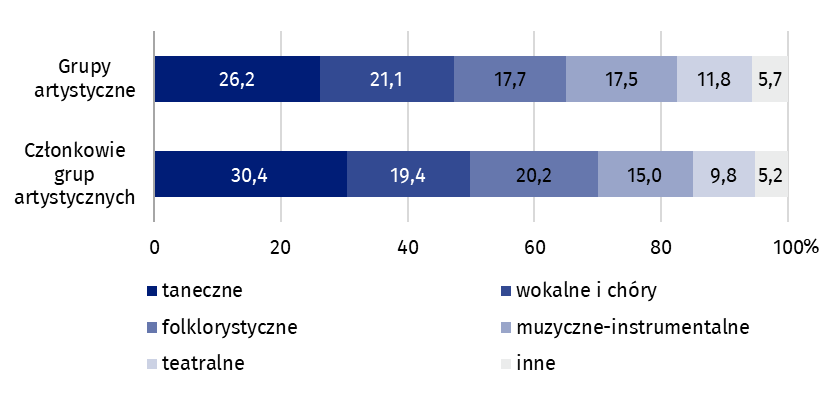 Grupy
artystyczne
26,2 21,1 17,7 17,5 11,8 5,7
Członkowie
grup
artystycznych
30,4 19,4 20,2 15,0 9,8 5,2
0 20 40 60 80 100%
taneczne wokalne i chóry
folklorystyczne muzyczne-instrumentalne
teatralne inne